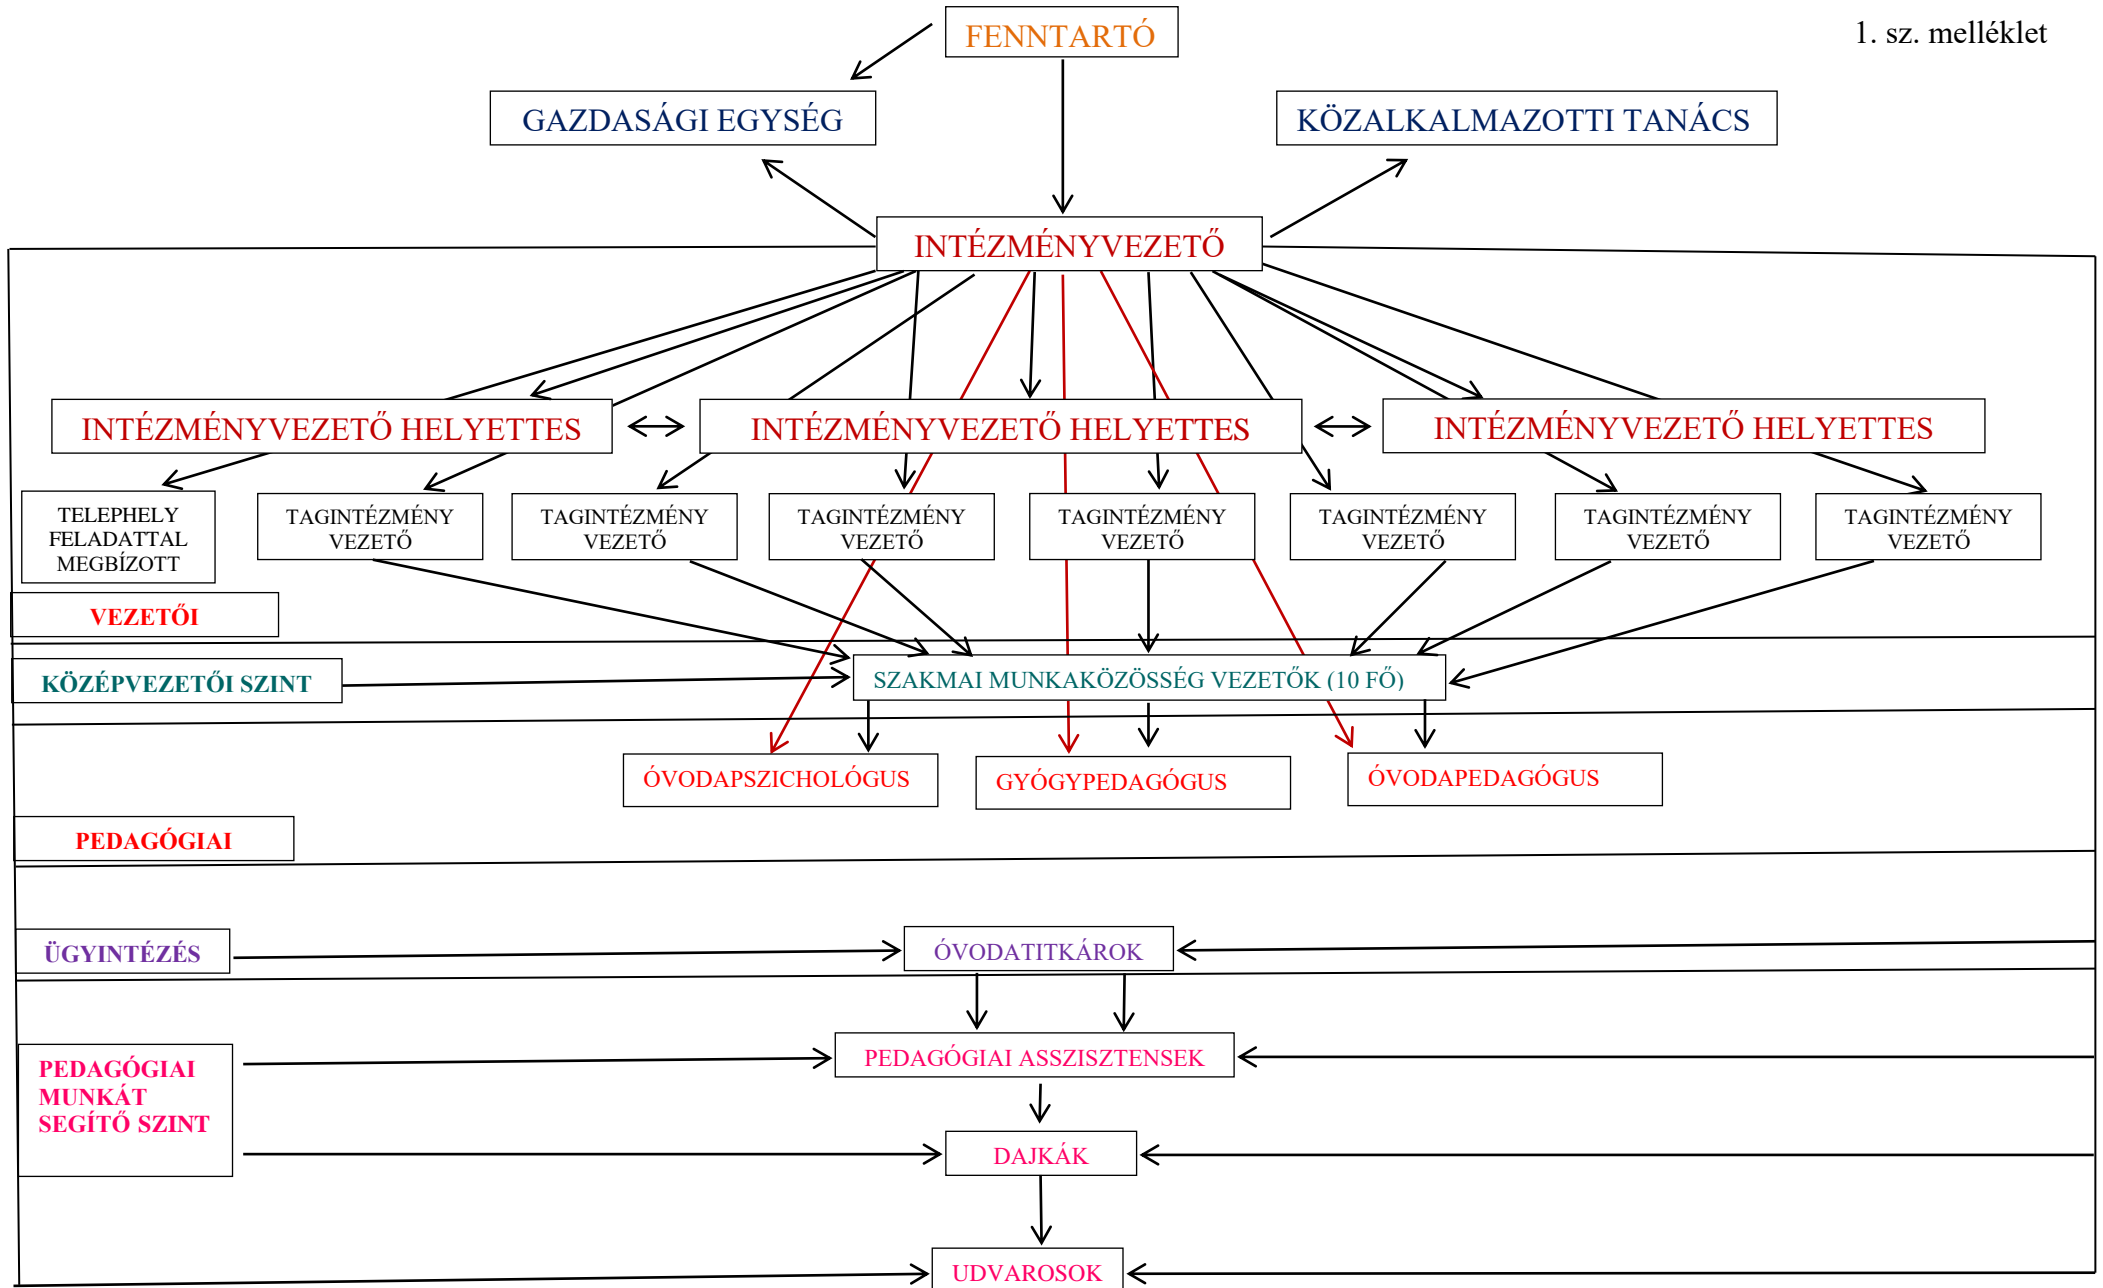 FENNTARTÓ
1. sz. melléklet
GAZDASÁGI EGYSÉG
KÖZALKALMAZOTTI TANÁCS
INTÉZMÉNYVEZETŐ
INTÉZMÉNYVEZETŐ HELYETTES
INTÉZMÉNYVEZETŐ HELYETTES
INTÉZMÉNYVEZETŐ HELYETTES
TELEPHELY
FELADATTAL
MEGBÍZOTT
TAGINTÉZMÉNY
VEZETŐ
TAGINTÉZMÉNY
VEZETŐ
TAGINTÉZMÉNY
VEZETŐ
TAGINTÉZMÉNY
VEZETŐ
TAGINTÉZMÉNY
VEZETŐ
TAGINTÉZMÉNY
VEZETŐ
TAGINTÉZMÉNY
VEZETŐ
VEZETŐI
KÖZÉPVEZETŐI SZINT
SZAKMAI MUNKAKÖZÖSSÉG VEZETŐK (10 FŐ)
ÓVODAPSZICHOLÓGUS
GYÓGYPEDAGÓGUS
ÓVODAPEDAGÓGUS
PEDAGÓGIAI
ÜGYINTÉZÉS
ÓVODATITKÁROK
PEDAGÓGIAI
MUNKÁT
SEGÍTŐ SZINT
PEDAGÓGIAI ASSZISZTENSEK
DAJKÁK
UDVAROSOK